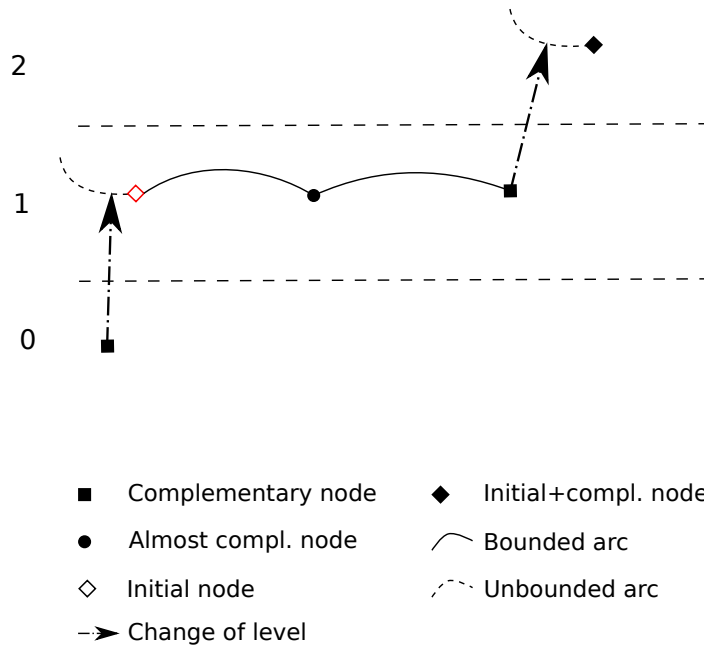 2
1
0
Complementary node
Initial+compl. node
Almost compl. node
Bounded arc
Initial node
Unbounded arc
Change of level